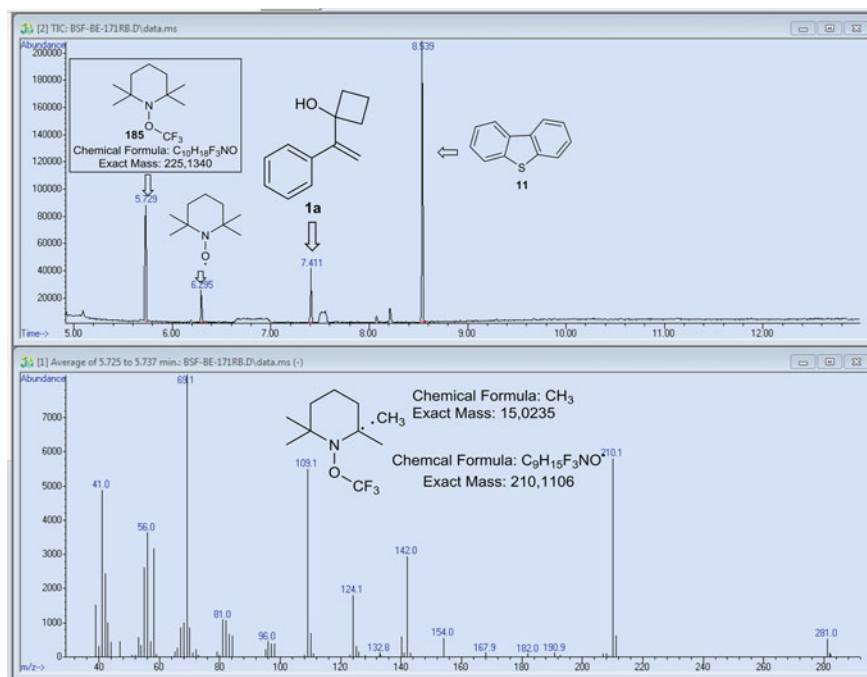 [2] TIC: BSF-BE-171RB.D\data.ms
Abundance
200000
180000
160000
140000
120000
100000
80000
60000
40000
20000
Time-->
5.00
6.00
7.00
8.00
9.00
10.00
11.00
12.00
N
O
CF3
185
Chemical Formula: C10H18F3NO
Exact Mass: 225,1340
5.729
N
O
6.295
HO
1a
7.411
8.539
S
11
[1] Average of 5.725 to 5.737 min.: BSF-BE-171RB.D\data.ms (-)
Abundance
7000
6000
5000
4000
3000
2000
1000
0
m/z-->
40
60
80
100
120
140
160
180
200
220
240
260
280
41.0
56.0
69.1
81.0
96.0
109.1
124.1
132.8
142.0
154.0
167.9
182.0
190.9
210.1
281.0
CH3
N
O
CF3
Chemical Formula: CH3
Exact Mass: 15,0235
Chemcal Formula: C9H15F3NO•
Exact Mass: 210,1106